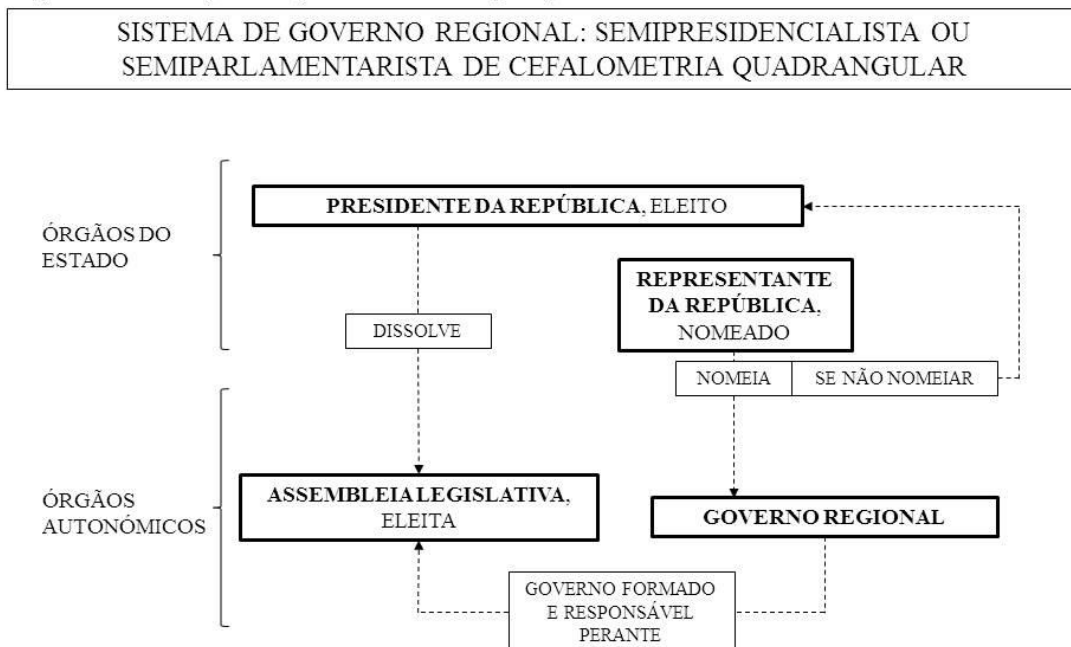 SISTEMA DE GOVERNO REGIONAL: SEMIPRESIDENCIALISTA OU
SEMIPARLAMENTARISTA DE CEFALOMETRIA QUADRANGULAR
PRESIDENTE DA REPÚBLICA, ELEITO
ÓRGÃOS DO
ESTADO
REPRESENTANTE
DA REPÚBLICA,
NOMEADO
DISSOLVE
NOMEIA
SE NÃO NOMEIAR
ASSEMBLEIA LEGISLATIVA,
ELEITA
ÓRGÃOS
AUTONÓMICOS
GOVERNO REGIONAL
GOVERNO FORMADO
E RESPONSÁVEL
PERANTE